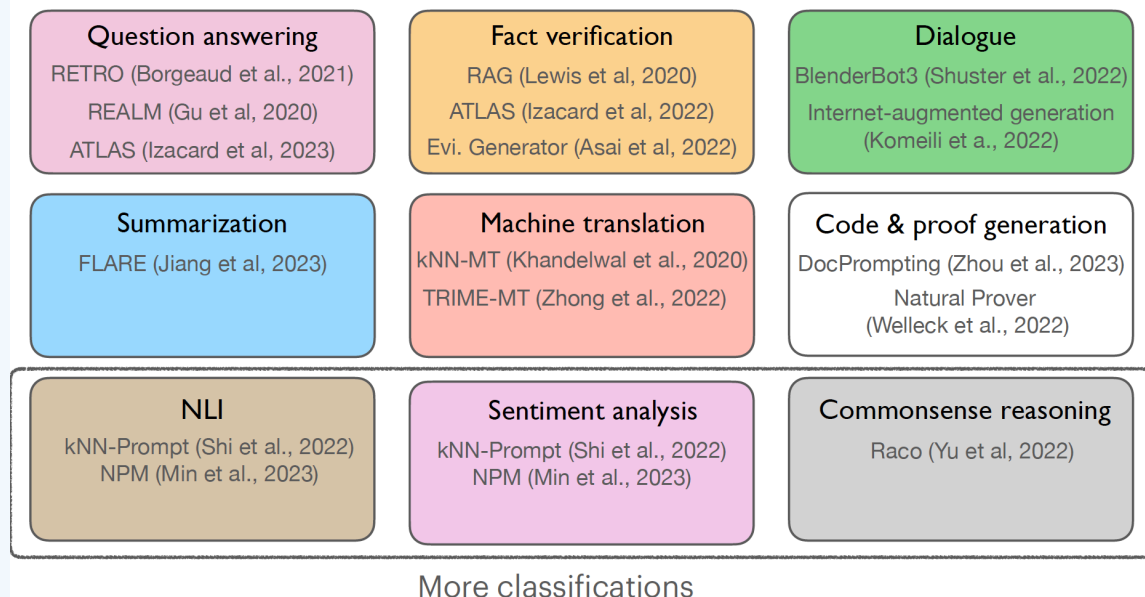 Question answering
RETRO (Borgeaud et al., 2021)
REALM (Gu et al, 2020)
ATLAS (Izacard et al, 2023)
Fact verification
RAG (Lewis et al, 2020)
ATLAS (Izacard et al, 2022)
Evi. Generator (Asai et al, 2022)
Dialogue
BlenderBot3 (Shuster et al., 2022)
Internet-augmented generation
(Komeili et a., 2022)
Summarization
FLARE (Jiang et al, 2023)
Machine translation
kNN-MT (Khandelwal et al., 2020)
TRIME-MT (Zhong et al., 2022)
Code & proof generation
DocPrompting (Zhou et al., 2023)
Natural Prover
(Welleck et al., 2022)
NLI
kNN-Prompt (Shi et al., 2022)
NPM (Min et al., 2023)
Sentiment analysis
kNN-Prompt (Shi et al., 2022)
NPM (Min et al., 2023)
Commonsense reasoning
Raco (Yu et al, 2022)
More classifications